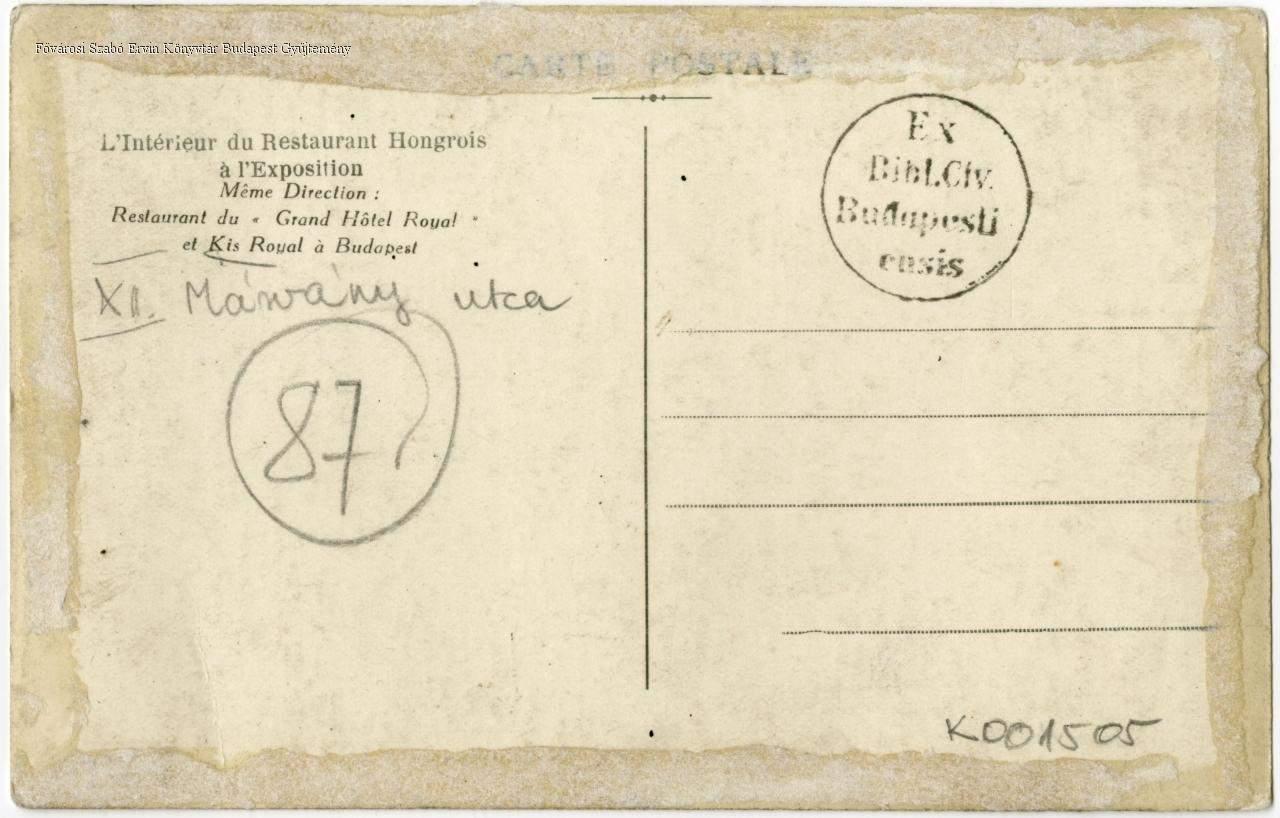 Fővárosi Szabó Ervin Könyvtár Budapest Gyűjtemény
CARTE POSTALE
L'Intérieur du Restaurant Hongrois
à l'Exposition
Même Direction :
Restaurant du « Grand Hôtel Royal »
et Kis Royal à Budapest
XII. Márvány utca
87
Ex
Bibl.Civ.
Budapesti
ensis
K001505